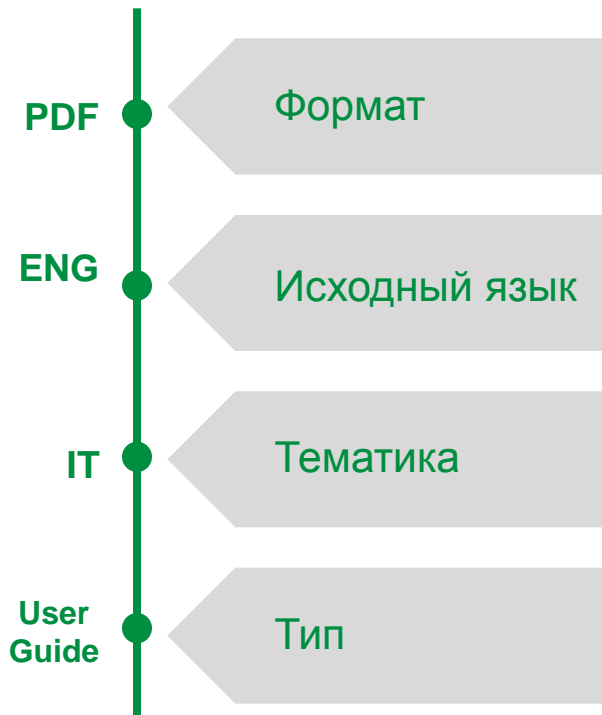 PDF
Формат
ENG
Исходный язык
IT
Тематика
User
Guide
Тип